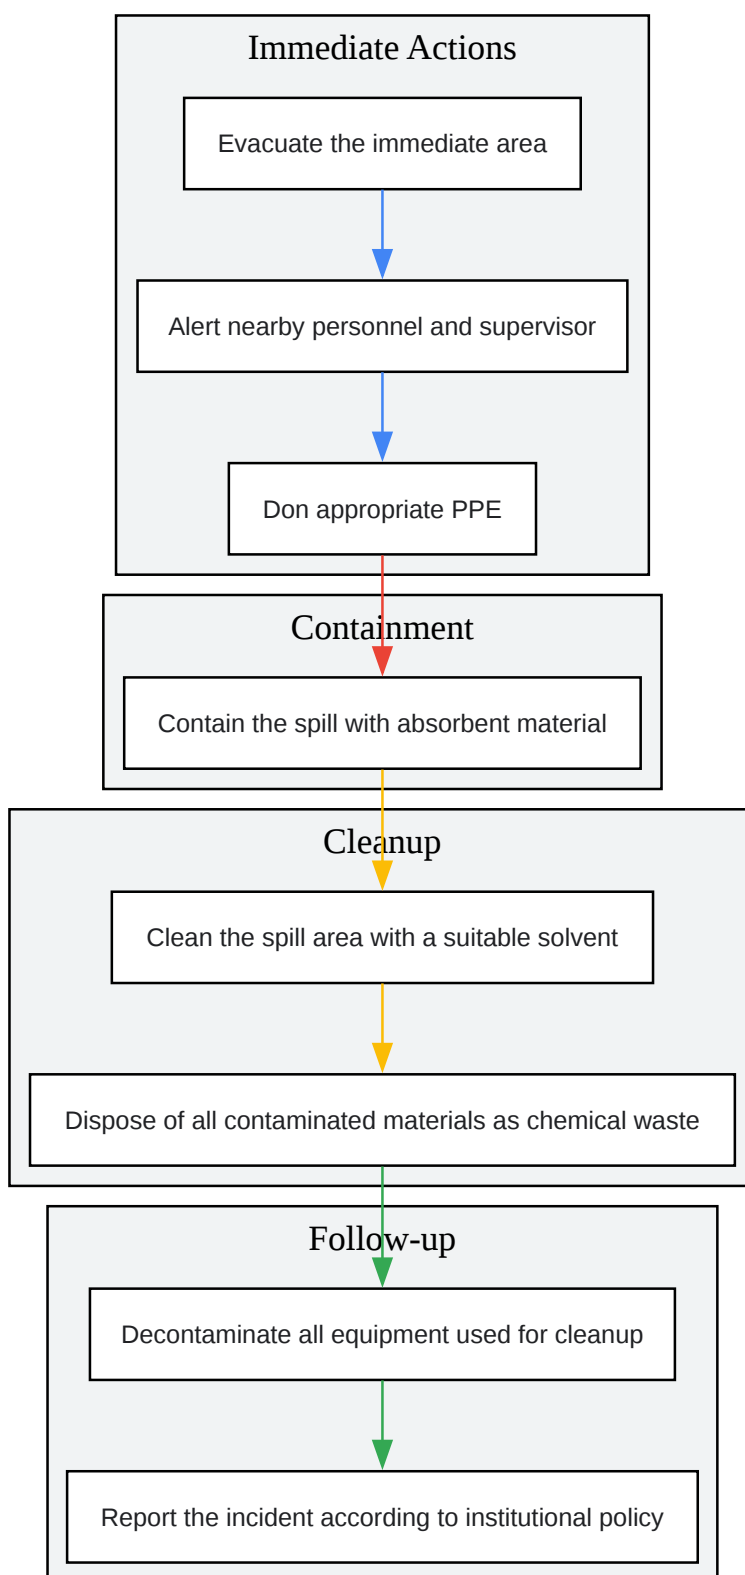 Immediate Actions
Evacuate the immediate area
Alert nearby personnel and supervisor
Don appropriate PPE
Containment
Contain the spill with absorbent material
Cleanup
Clean the spill area with a suitable solvent
Dispose of all contaminated materials as chemical waste
Follow-up
Decontaminate all equipment used for cleanup
Report the incident according to institutional policy